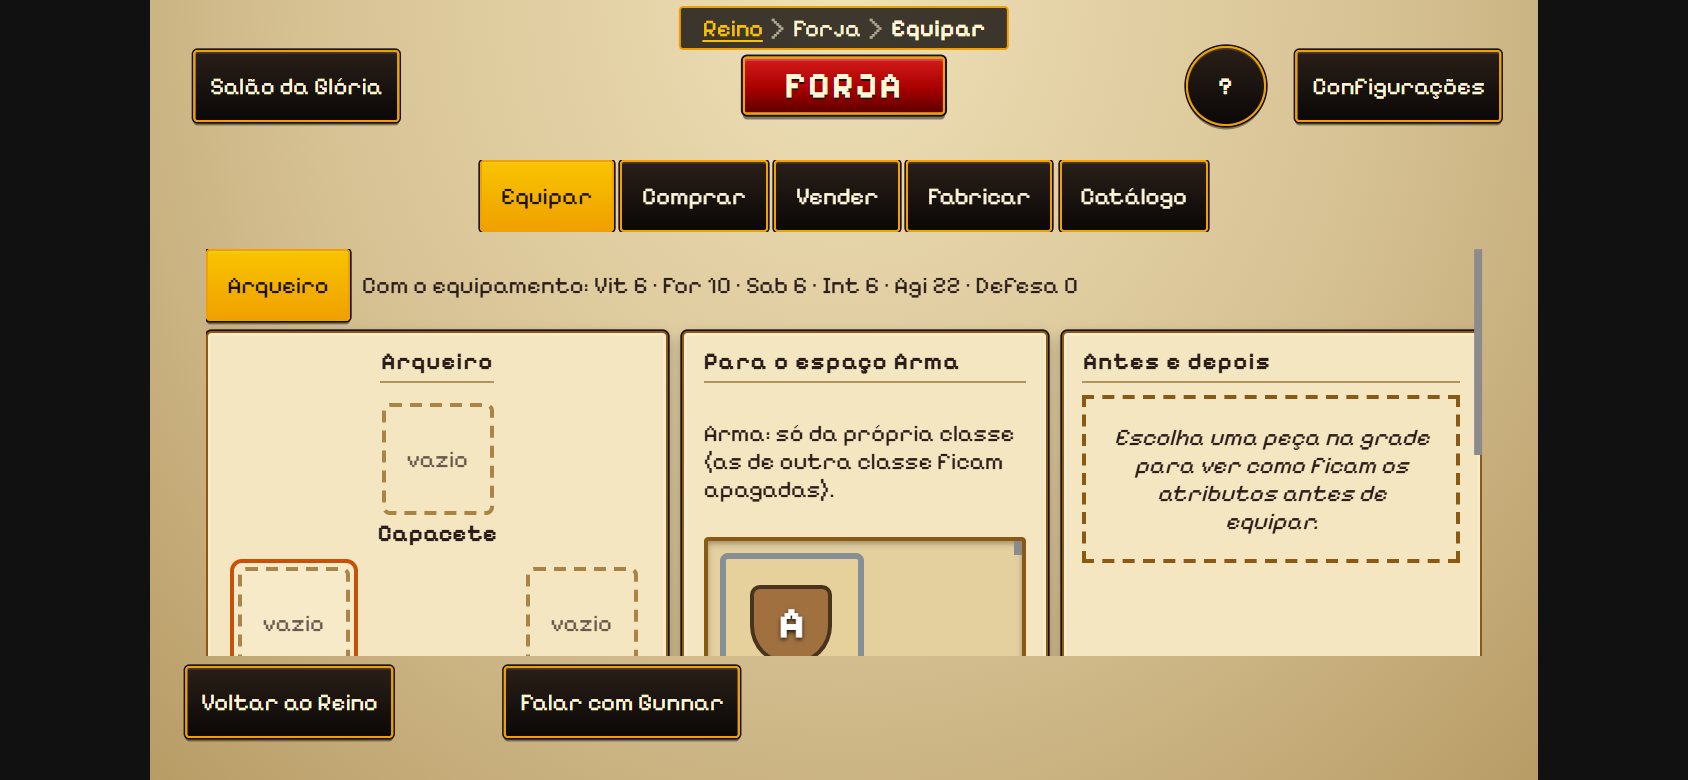 Reino > Forja > Equipar
Salão da Glória
FORJA
?
Configurações
Equipar
Comprar
Vender
Fabricar
Catálogo
Arqueiro
Com o equipamento: Vit 6 · For 10 · Sab 6 · Int 6 · Agi 22 · Defesa 0
Arqueiro
vazio
Capacete
vazio
vazio
Para o espaço Arma
Arma: só da própria classe
(as de outra classe ficam
apagadas).
A
Antes e depois
Escolha uma peça na grade
para ver como ficam os
atributos antes de
equipar.
Voltar ao Reino
Falar com Gunnar